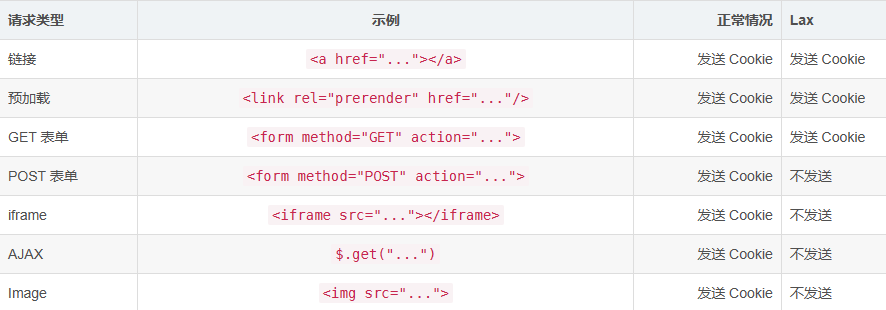 请求类型 示例 正常情况 Lax
链接 <a href="..."></a> 发送 Cookie 发送 Cookie
预加载 <link rel="prerender" href="..."/> 发送 Cookie 发送 Cookie
GET 表单 <form method="GET" action="..."> 发送 Cookie 发送 Cookie
POST 表单 <form method="POST" action="..."> 发送 Cookie 不发送
iframe <iframe src="..."></iframe> 发送 Cookie 不发送
AJAX $.get("...") 发送 Cookie 不发送
Image <img src="..."> 发送 Cookie 不发送